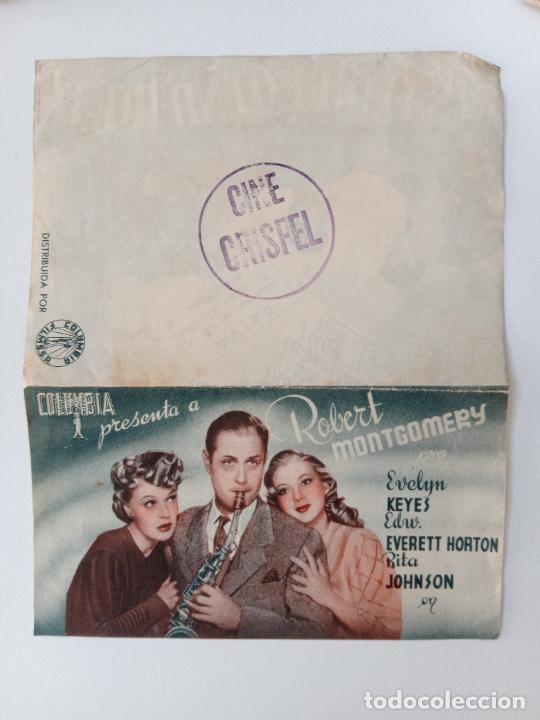 CINE
CRISFEL
DISTRIBUIDA POR
COLUMBIA FILMS S.A.
COLUMBIA
presenta a
Robert
MONTGOMERY
con
Evelyn
KEYES
Edw.
EVERETT HORTON
Rita
JOHNSON
en
todocoleccion.net